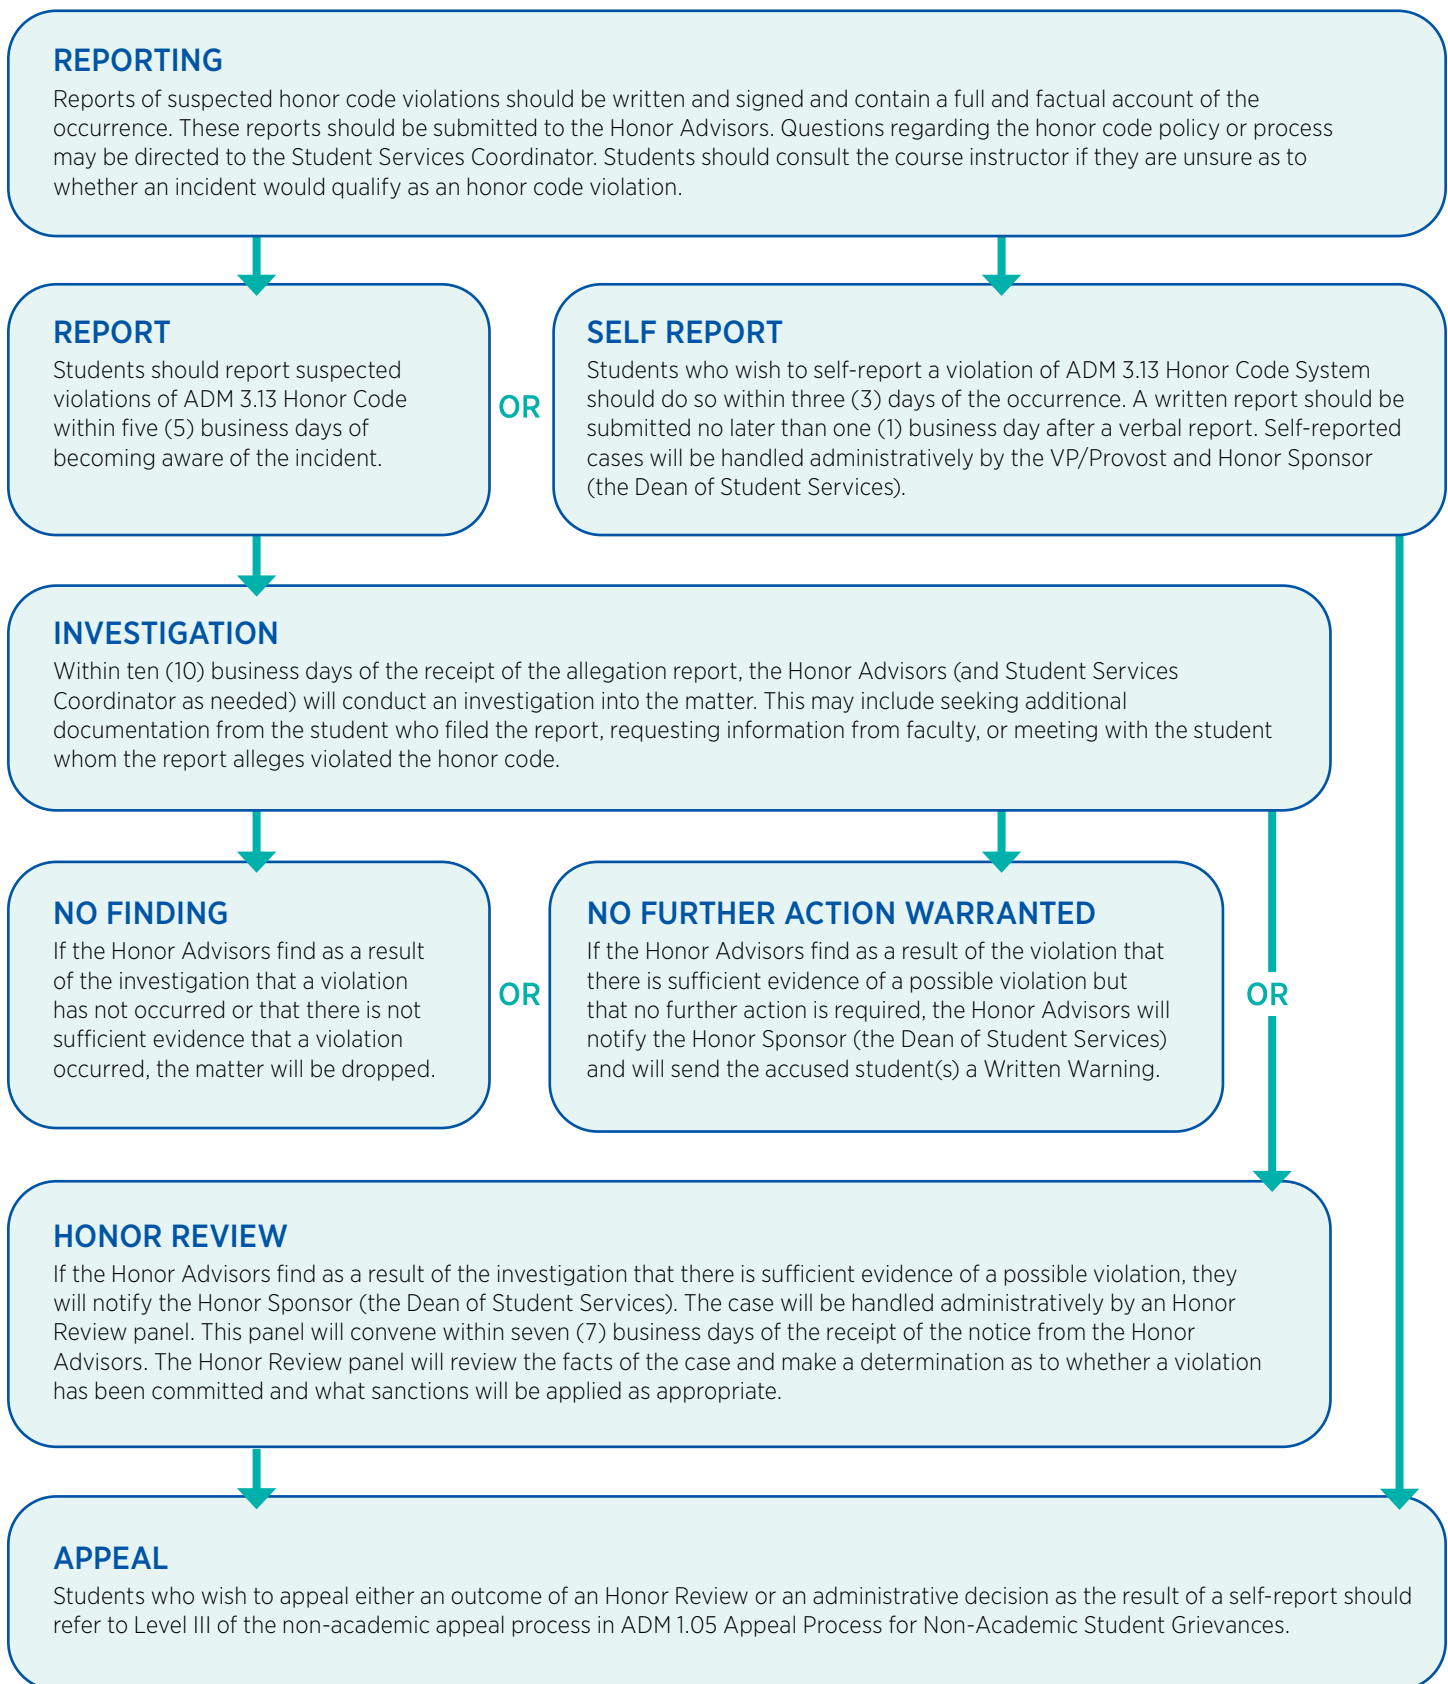 REPORTING
Reports of suspected honor code violations should be written and signed and contain a full and factual account of the
occurrence. These reports should be submitted to the Honor Advisors. Questions regarding the honor code policy or process
may be directed to the Student Services Coordinator. Students should consult the course instructor if they are unsure as to
whether an incident would qualify as an honor code violation.
REPORT
Students should report suspected
violations of ADM 3.13 Honor Code
within five (5) business days of
becoming aware of the incident.
OR
SELF REPORT
Students who wish to self-report a violation of ADM 3.13 Honor Code System
should do so within three (3) days of the occurrence. A written report should be
submitted no later than one (1) business day after a verbal report. Self-reported
cases will be handled administratively by the VP/Provost and Honor Sponsor
(the Dean of Student Services).
INVESTIGATION
Within ten (10) business days of the receipt of the allegation report, the Honor Advisors (and Student Services
Coordinator as needed) will conduct an investigation into the matter. This may include seeking additional
documentation from the student who filed the report, requesting information from faculty, or meeting with the student
whom the report alleges violated the honor code.
NO FINDING
If the Honor Advisors find as a result
of the investigation that a violation
has not occurred or that there is not
sufficient evidence that a violation
occurred, the matter will be dropped.
OR
NO FURTHER ACTION WARRANTED
If the Honor Advisors find as a result of the violation that
there is sufficient evidence of a possible violation but
that no further action is required, the Honor Advisors will
notify the Honor Sponsor (the Dean of Student Services)
and will send the accused student(s) a Written Warning.
OR
HONOR REVIEW
If the Honor Advisors find as a result of the investigation that there is sufficient evidence of a possible violation, they
will notify the Honor Sponsor (the Dean of Student Services). The case will be handled administratively by an Honor
Review panel. This panel will convene within seven (7) business days of the receipt of the notice from the Honor
Advisors. The Honor Review panel will review the facts of the case and make a determination as to whether a violation
has been committed and what sanctions will be applied as appropriate.
APPEAL
Students who wish to appeal either an outcome of an Honor Review or an administrative decision as the result of a self-report should
refer to Level III of the non-academic appeal process in ADM 1.05 Appeal Process for Non-Academic Student Grievances.